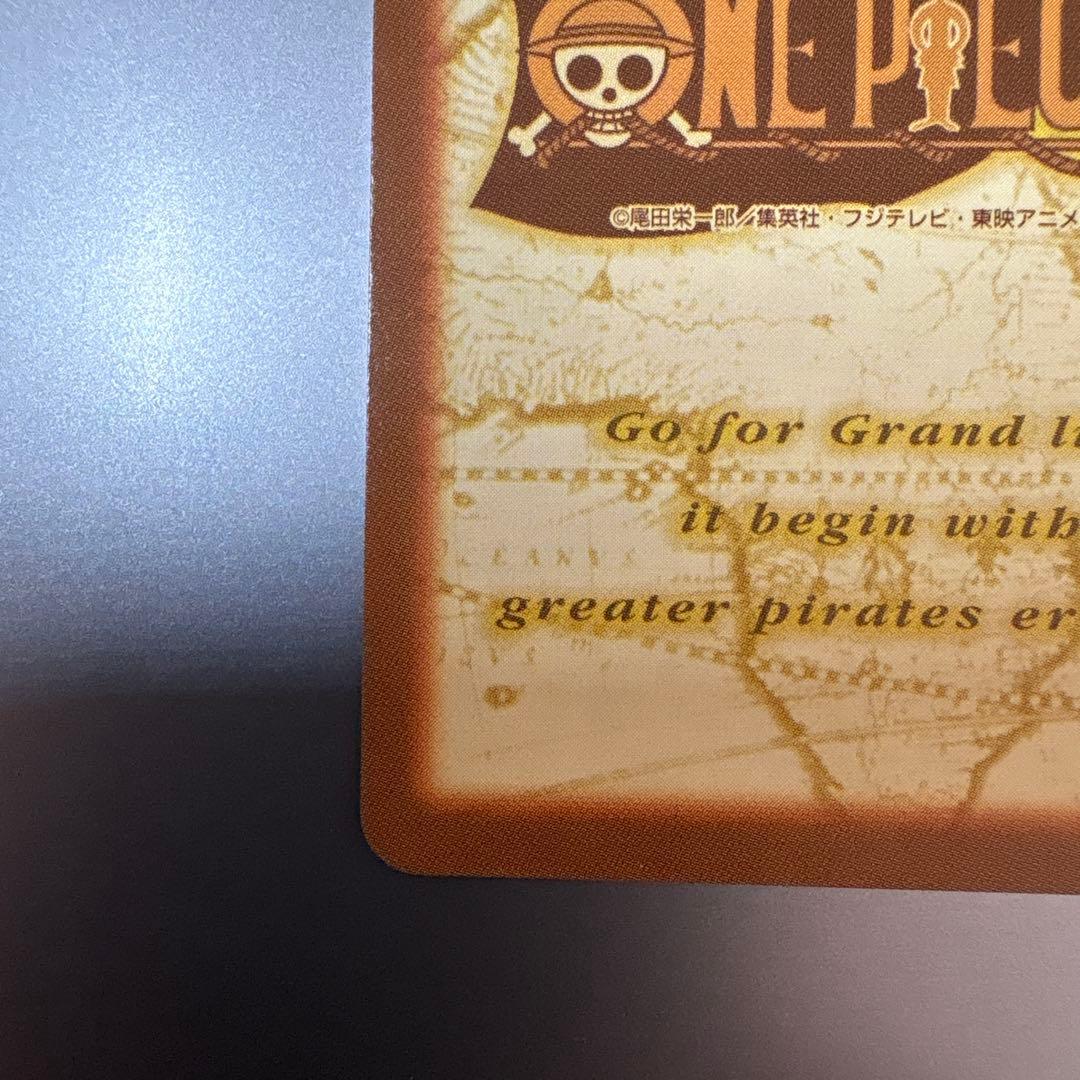 ONE PIEC
©尾田栄一郎／集英社・フジテレビ・東映アニメ
Go for Grand li
it begin with
greater pirates er